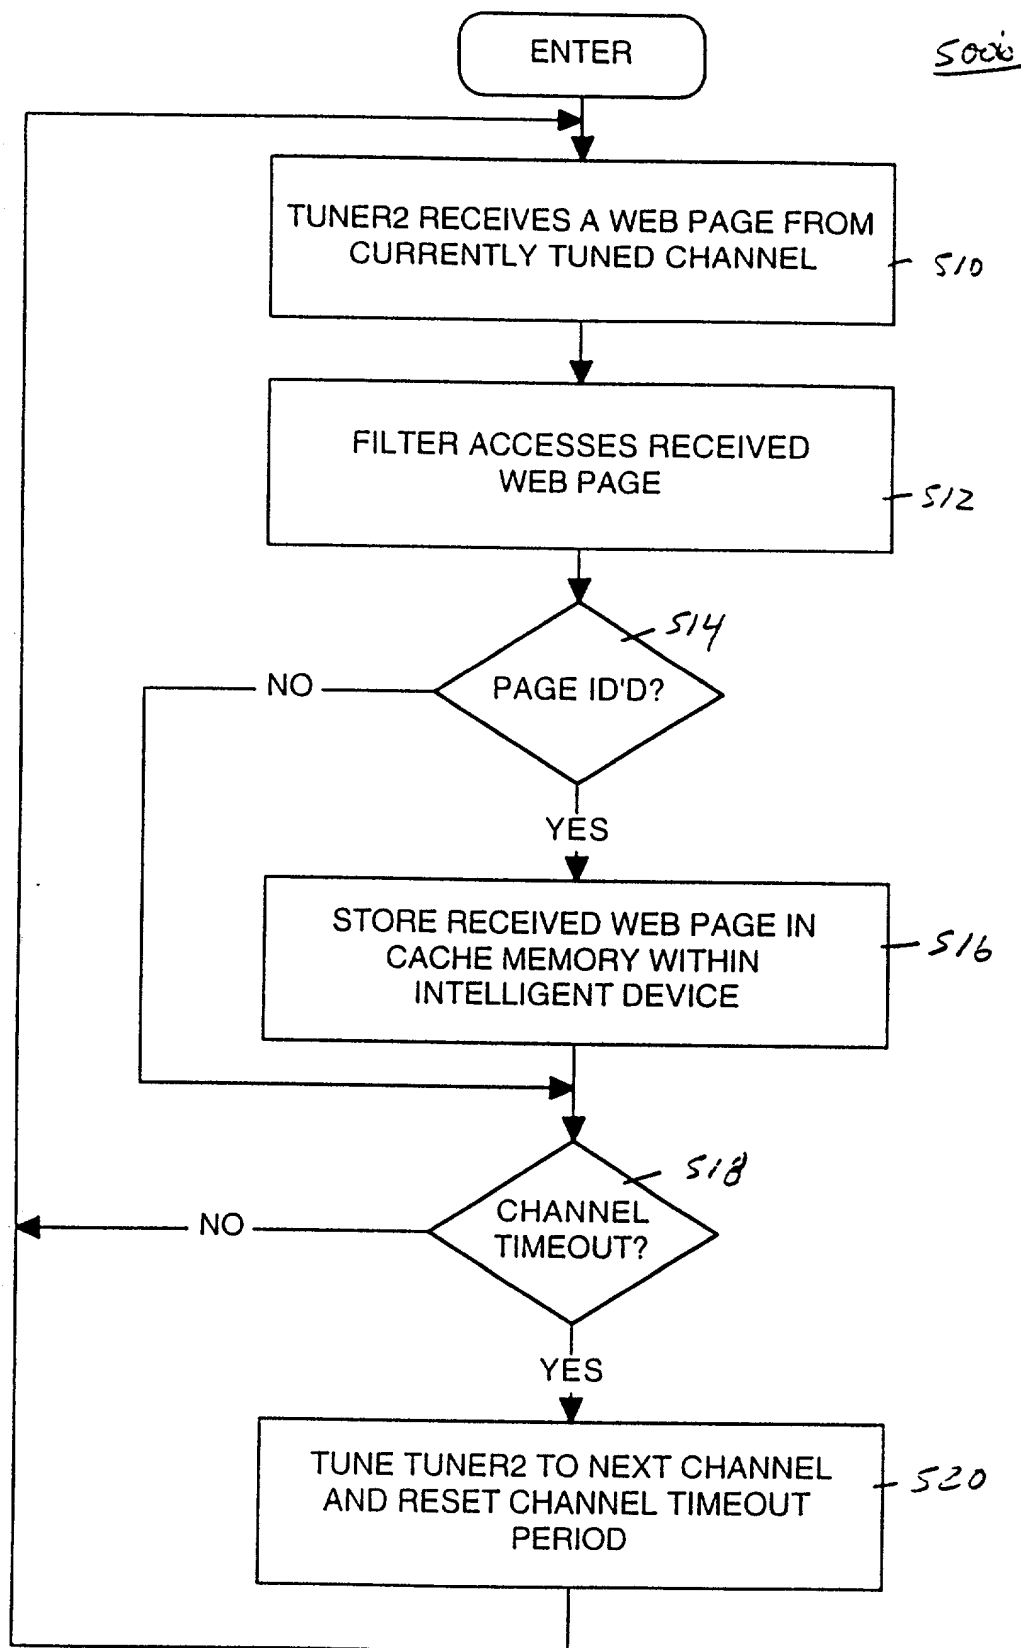 ENTER
TUNER2 RECEIVES A WEB PAGE FROM
CURRENTLY TUNED CHANNEL
510
FILTER ACCESSES RECEIVED
WEB PAGE
512
514
NO
PAGE ID'D?
YES
STORE RECEIVED WEB PAGE IN
CACHE MEMORY WITHIN
INTELLIGENT DEVICE
516
518
NO
CHANNEL
TIMEOUT?
YES
TUNE TUNER2 TO NEXT CHANNEL
AND RESET CHANNEL TIMEOUT
PERIOD
520